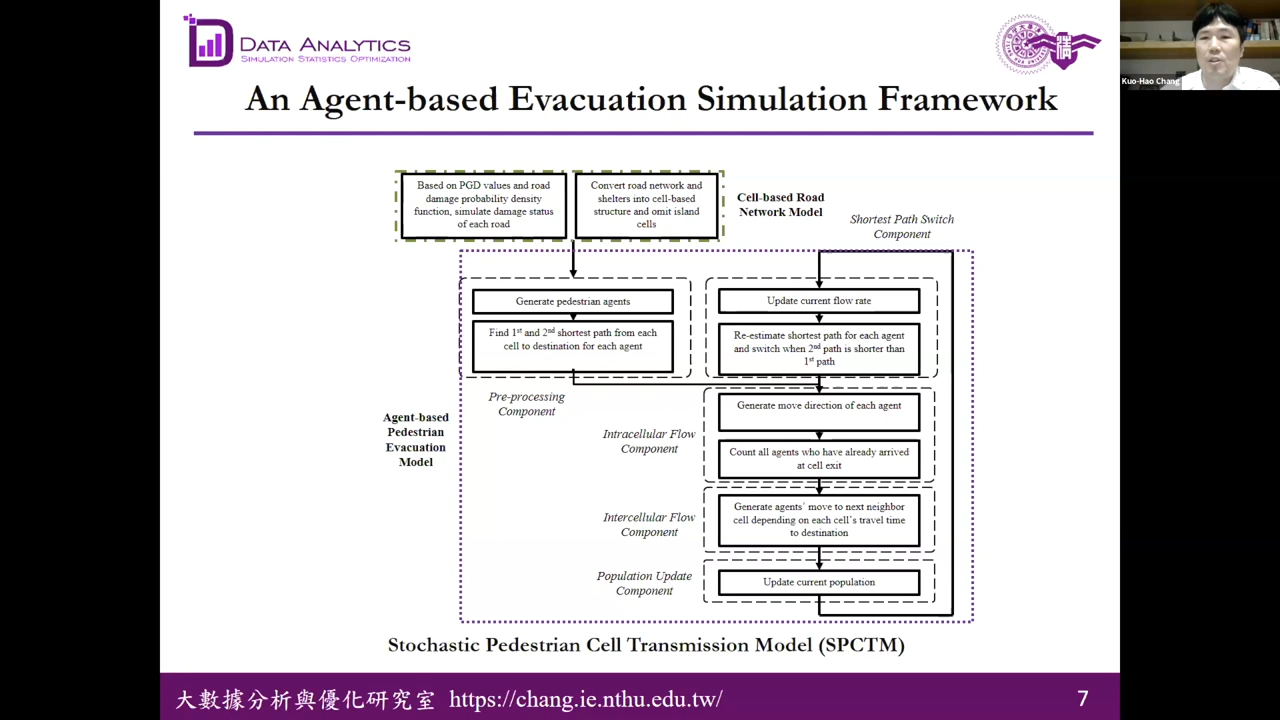 DATA ANALYTICS
SIMULATION STATISTICS OPTIMIZATION
Kuo-Hao Chang
An Agent-based Evacuation Simulation Framework
Based on PGD values and road
damage probability density
function, simulate damage status
of each road
Convert road network and
shelters into cell-based
structure and omit island
cells
Cell-based Road
Network Model
Shortest Path Switch
Component
Generate pedestrian agents
Find 1st and 2nd shortest path from each
cell to destination for each agent
Pre-processing
Component
Update current flow rate
Re-estimate shortest path for each agent
and switch when 2nd path is shorter than
1st path
Agent-based
Pedestrian
Evacuation
Model
Intracellular Flow
Component
Generate move direction of each agent
Count all agents who have already arrived
at cell exit
Intercellular Flow
Component
Generate agents' move to next neighbor
cell depending on each cell's travel time
to destination
Population Update
Component
Update current population
Stochastic Pedestrian Cell Transmission Model (SPCTM)
大數據分析與優化研究室 https://chang.ie.nthu.edu.tw/
7